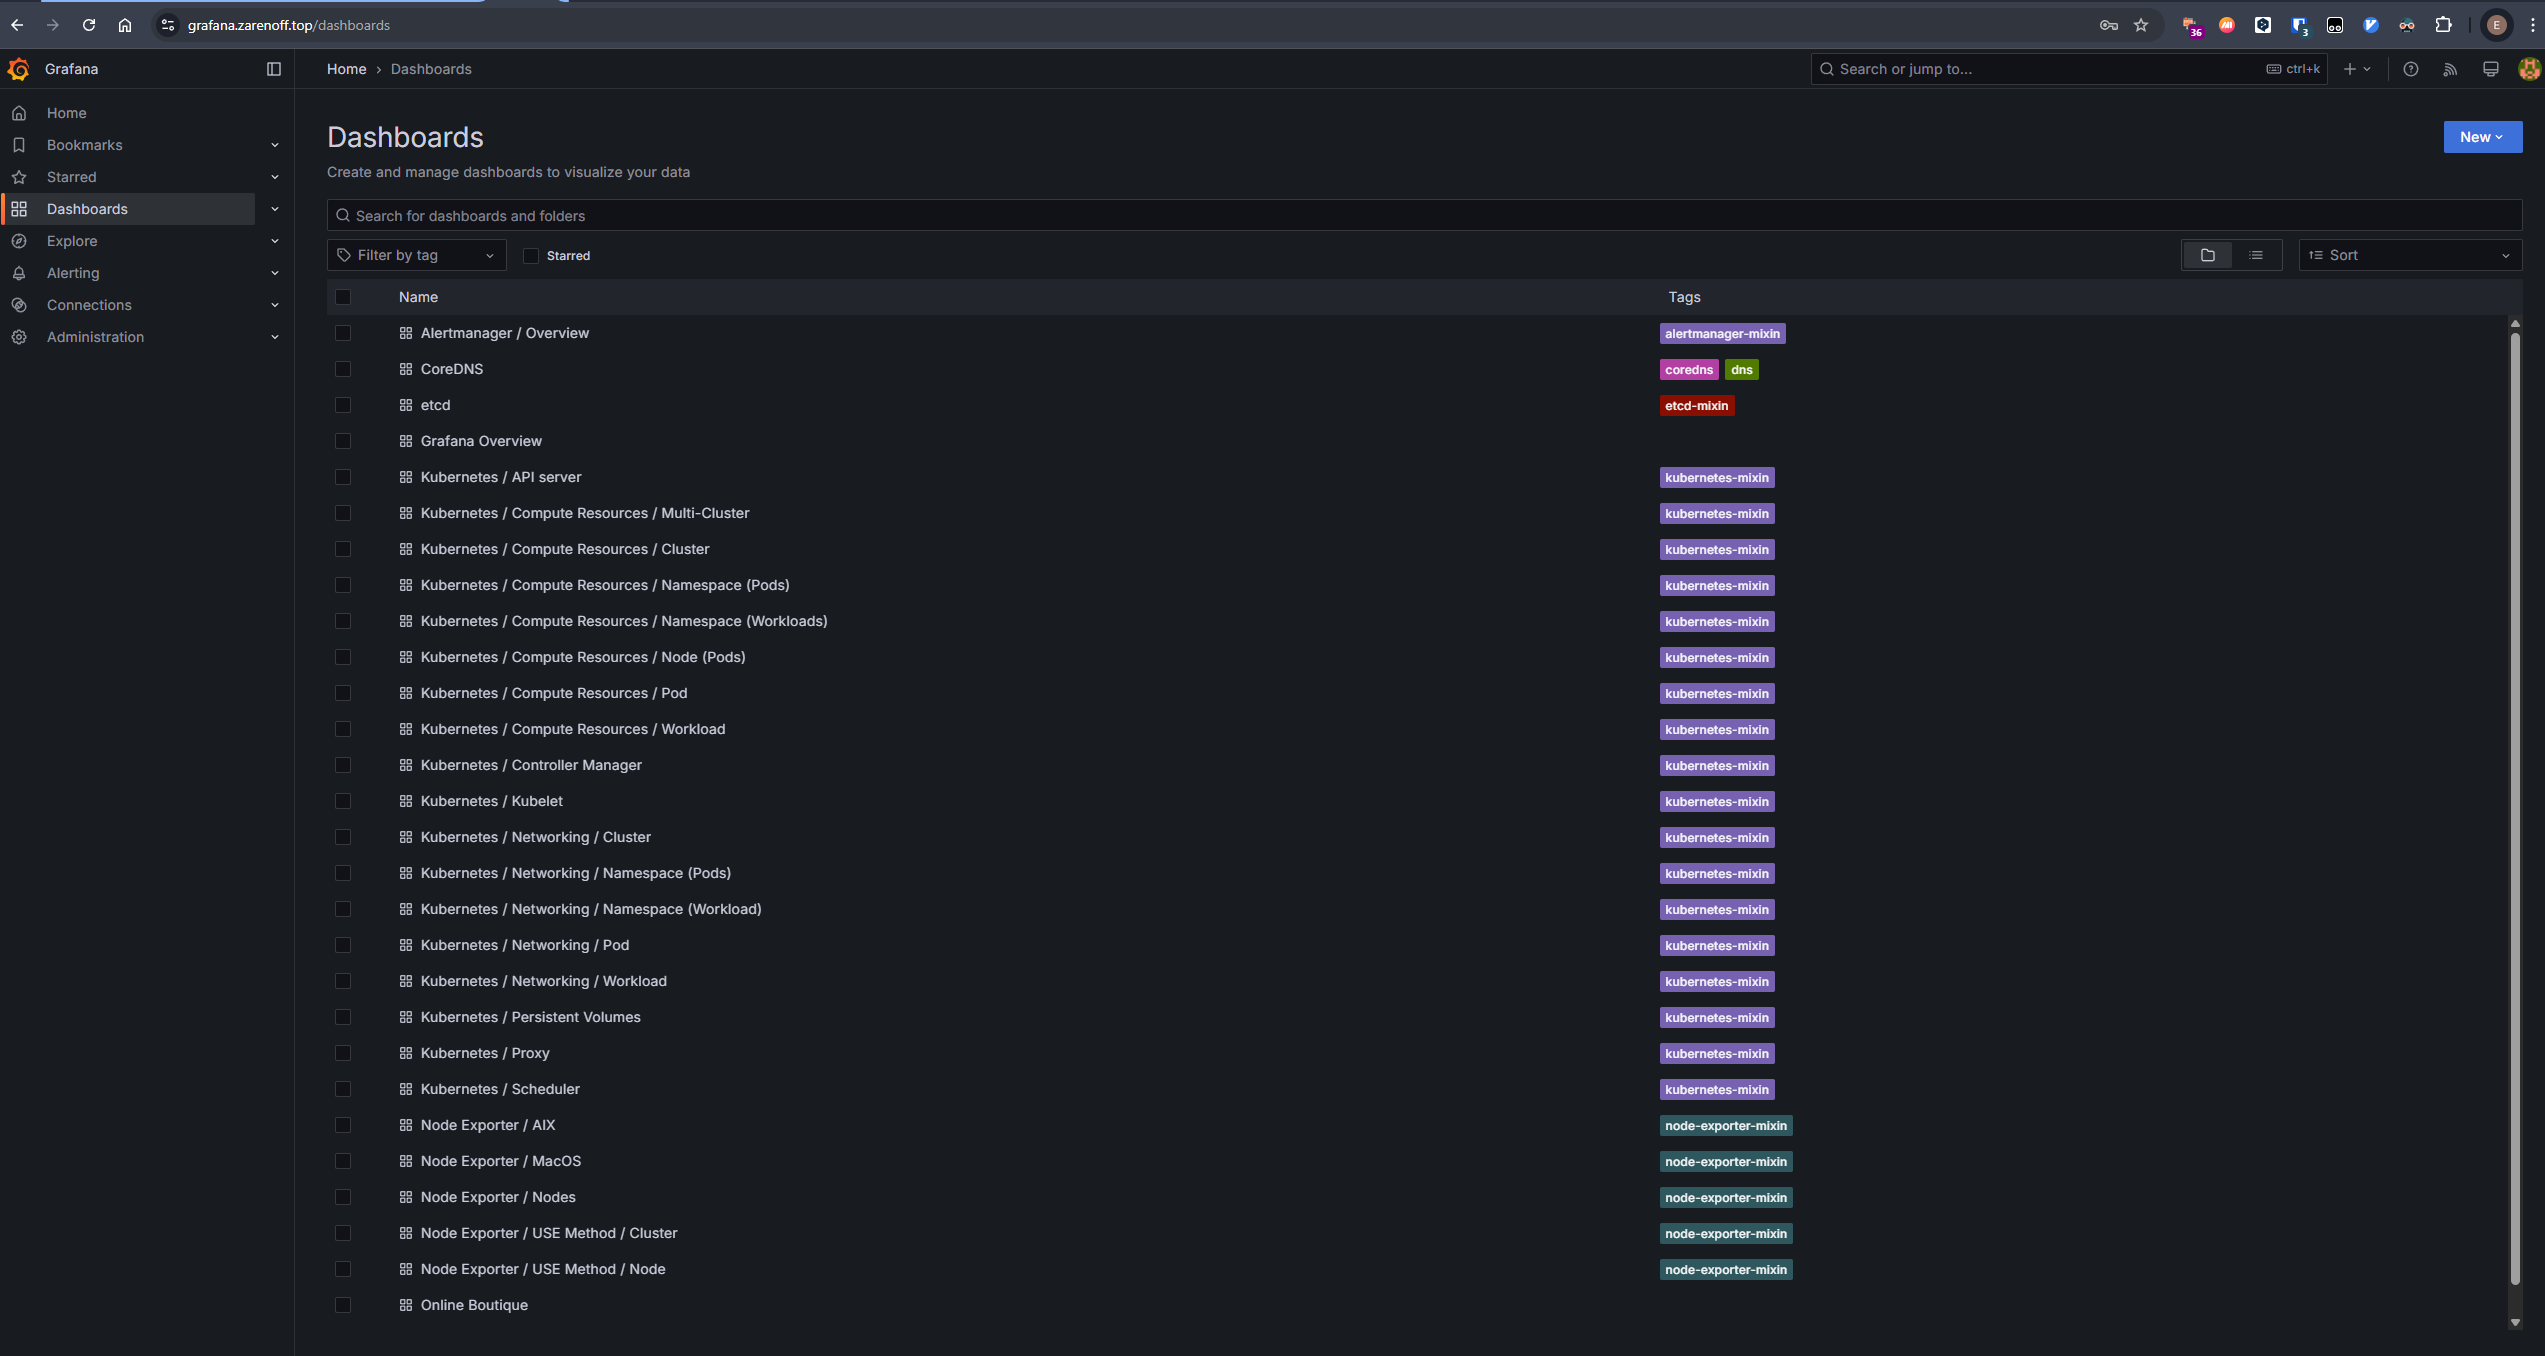 grafana.zarenoff.top/dashboards
36
3
E
Grafana
Home › Dashboards
Search or jump to...
ctrl+k
Home
Bookmarks
Starred
Dashboards
Explore
Alerting
Connections
Administration
Dashboards
New
Create and manage dashboards to visualize your data
Search for dashboards and folders
Filter by tag
Starred
Sort
Name Tags
Alertmanager / Overview alertmanager-mixin
CoreDNS coredns dns
etcd etcd-mixin
Grafana Overview
Kubernetes / API server kubernetes-mixin
Kubernetes / Compute Resources / Multi-Cluster kubernetes-mixin
Kubernetes / Compute Resources / Cluster kubernetes-mixin
Kubernetes / Compute Resources / Namespace (Pods) kubernetes-mixin
Kubernetes / Compute Resources / Namespace (Workloads) kubernetes-mixin
Kubernetes / Compute Resources / Node (Pods) kubernetes-mixin
Kubernetes / Compute Resources / Pod kubernetes-mixin
Kubernetes / Compute Resources / Workload kubernetes-mixin
Kubernetes / Controller Manager kubernetes-mixin
Kubernetes / Kubelet kubernetes-mixin
Kubernetes / Networking / Cluster kubernetes-mixin
Kubernetes / Networking / Namespace (Pods) kubernetes-mixin
Kubernetes / Networking / Namespace (Workload) kubernetes-mixin
Kubernetes / Networking / Pod kubernetes-mixin
Kubernetes / Networking / Workload kubernetes-mixin
Kubernetes / Persistent Volumes kubernetes-mixin
Kubernetes / Proxy kubernetes-mixin
Kubernetes / Scheduler kubernetes-mixin
Node Exporter / AIX node-exporter-mixin
Node Exporter / MacOS node-exporter-mixin
Node Exporter / Nodes node-exporter-mixin
Node Exporter / USE Method / Cluster node-exporter-mixin
Node Exporter / USE Method / Node node-exporter-mixin
Online Boutique